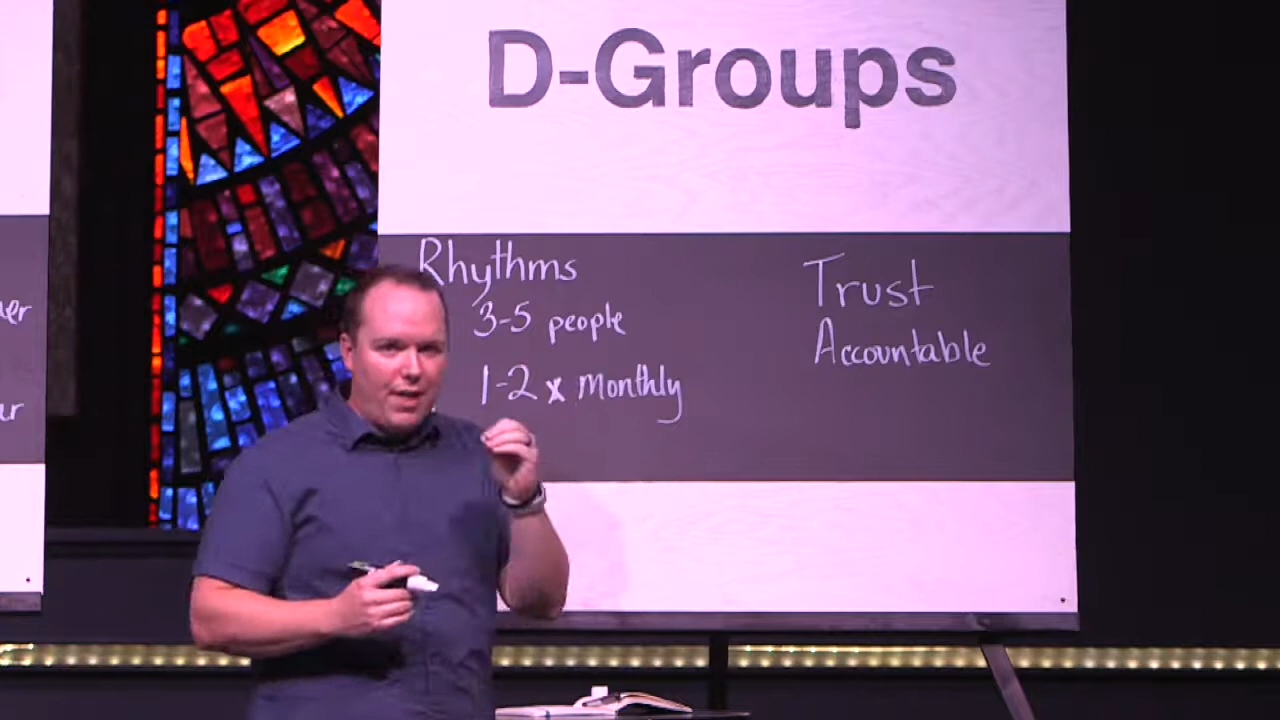 D-Groups
Rhythms
3-5 people
1-2 x monthly
Trust
Accountable